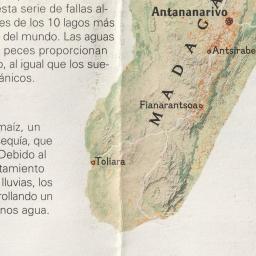 esta serie de fallas al-
es de los 10 lagos más
del mundo. Las aguas
peces proporcionan
o, al igual que los sue-
ánicos.
maíz, un
sequía, que
Debido al
tamiento
lluvias, los
rollando un
nos agua.
Antananarivo
Antsirabe
MADAGA
Fianarantsoa
Toliara